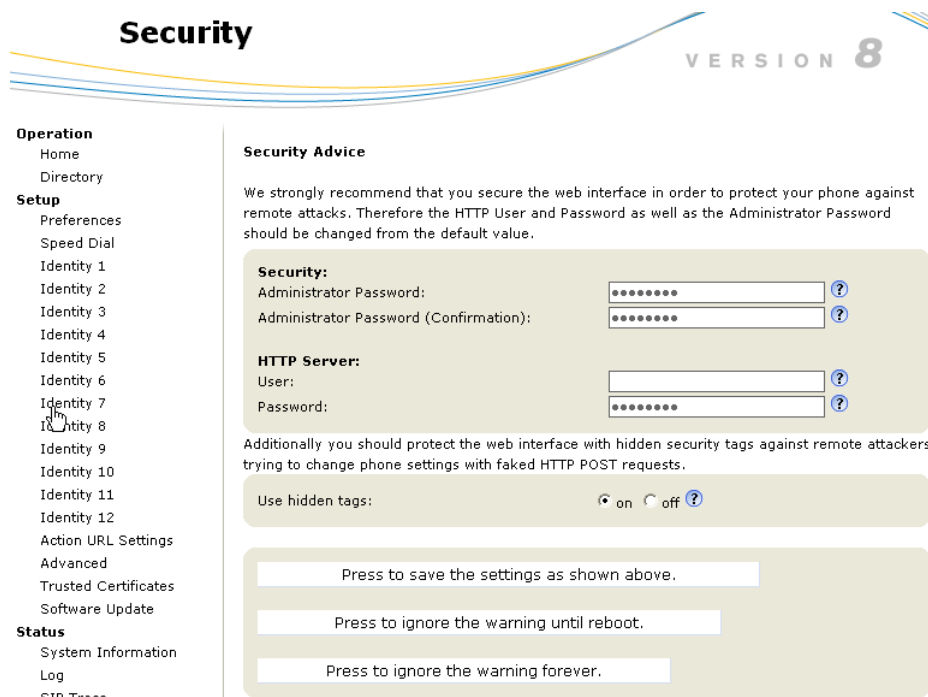 Security
VERSION 8
Operation
Home
Directory
Setup
Preferences
Speed Dial
Identity 1
Identity 2
Identity 3
Identity 4
Identity 5
Identity 6
Identity 7
Identity 8
Identity 9
Identity 10
Identity 11
Identity 12
Action URL Settings
Advanced
Trusted Certificates
Software Update
Status
System Information
Log
SIP Trace
Security Advice
We strongly recommend that you secure the web interface in order to protect your phone against
remote attacks. Therefore the HTTP User and Password as well as the Administrator Password
should be changed from the default value.
Security:
Administrator Password: ●●●●●●●● ?
Administrator Password (Confirmation): ●●●●●●●● ?
HTTP Server:
User: ?
Password: ●●●●●●●● ?
Additionally you should protect the web interface with hidden security tags against remote attackers
trying to change phone settings with faked HTTP POST requests.
Use hidden tags: on off ?
Press to save the settings as shown above.
Press to ignore the warning until reboot.
Press to ignore the warning forever.